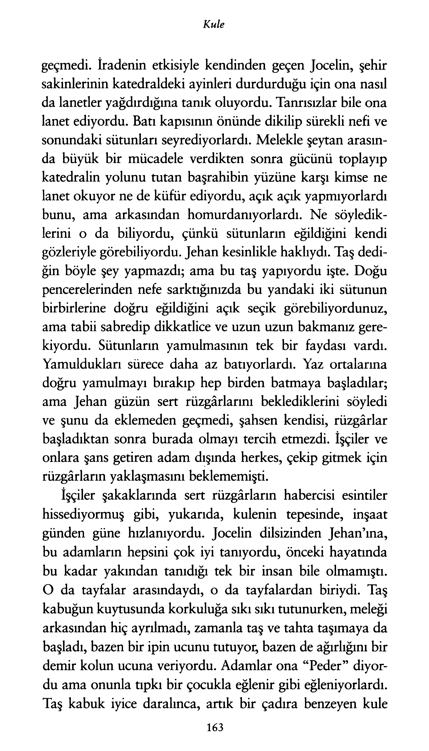 Kule
geçmedi. İradenin etkisiyle kendinden geçen Jocelin, şehir
sakinlerinin katedraldeki ayinleri durdurduğu için ona nasıl
da lanetler yağdırdığına tanık oluyordu. Tanrısızlar bile ona
lanet ediyordu. Batı kapısının önünde dikilip sürekli nefi ve
sonundaki sütunları seyrediyorlardı. Melekle şeytan arasın-
da büyük bir mücadele verdikten sonra gücünü toplayıp
katedralin yolunu tutan başrahibin yüzüne karşı kimse ne
lanet okuyor ne de küfür ediyordu, açık açık yapmıyorlardı
bunu, ama arkasından homurdanıyorlardı. Ne söyledik-
lerini o da biliyordu, çünkü sütunların eğildiğini kendi
gözleriyle görebiliyordu. Jehan kesinlikle haklıydı. Taş dedi-
ğin böyle şey yapmazdı; ama bu taş yapıyordu işte. Doğu
pencerelerinden nefe sarktığınızda bu yandaki iki sütunun
birbirlerine doğru eğildiğini açık seçik görebiliyordunuz,
ama tabii sabredip dikkatlice ve uzun uzun bakmanız gere-
kiyordu. Sütunların yamulmasının tek bir faydası vardı.
Yamuldukları sürece daha az batıyorlardı. Yaz ortalarına
doğru yamulmayı bırakıp hep birden batmaya başladılar;
ama Jehan güzün sert rüzgârlarını beklediklerini söyledi
ve şunu da eklemeden geçmedi, şahsen kendisi, rüzgârlar
başladıktan sonra burada olmayı tercih etmezdi. İşçiler ve
onlara şans getiren adam dışında herkes, çekip gitmek için
rüzgârların yaklaşmasını beklememişti.
İşçiler şakaklarında sert rüzgârların habercisi esintiler
hissediyormuş gibi, yukarıda, kulenin tepesinde, inşaat
günden güne hızlanıyordu. Jocelin dilsizinden Jehan'ına,
bu adamların hepsini çok iyi tanıyordu, önceki hayatında
bu kadar yakından tanıdığı tek bir insan bile olmamıştı.
O da tayfalar arasındaydı, o da tayfalardan biriydi. Taş
kabuğun kuytusunda korkuluğa sıkı sıkı tutunurken, meleği
arkasından hiç ayrılmadı, zamanla taş ve tahta taşımaya da
başladı, bazen bir ipin ucunu tutuyor, bazen de ağırlığını bir
demir kolun ucuna veriyordu. Adamlar ona “Peder” diyor-
du ama onunla tıpkı bir çocukla eğlenir gibi eğleniyorlardı.
Taş kabuk iyice daralınca, artık bir çadıra benzeyen kule
163